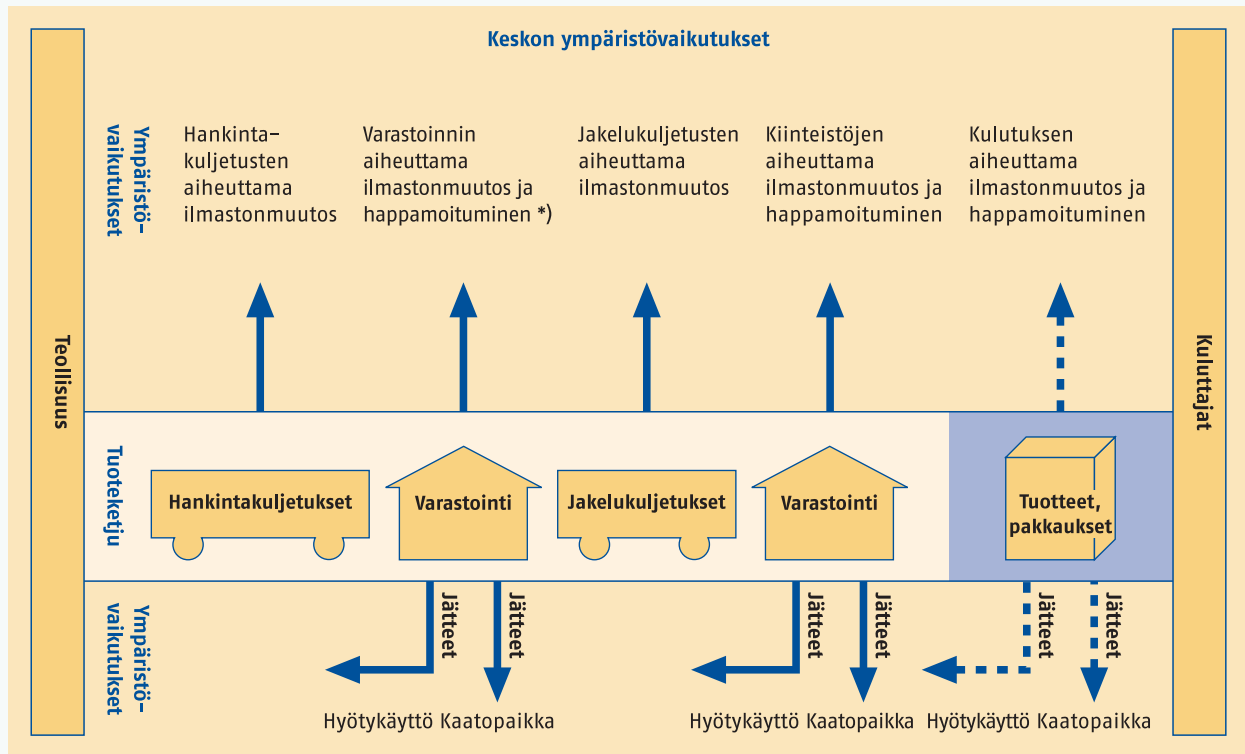 Keskon ympäristövaikutukset
Teollisuus
Ympäristö–
vaikutukset
Hankinta–
kuljetusten
aiheuttama
ilmastonmuutos
Varastoinnin
aiheuttama
ilmastonmuutos ja
happamoituminen *)
Jakelukuljetusten
aiheuttama
ilmastonmuutos
Kiinteistöjen
aiheuttama
ilmastonmuutos ja
happamoituminen
Kulutuksen
aiheuttama
ilmastonmuutos ja
happamoituminen
Kuluttajat
Tuoteketju
Hankintakuljetukset
Varastointi
Jakelukuljetukset
Varastointi
Tuotteet,
pakkaukset
Ympäristö–
vaikutukset
Jätteet
Jätteet
Jätteet
Jätteet
Jätteet
Jätteet
Hyötykäyttö Kaatopaikka
Hyötykäyttö Kaatopaikka
Hyötykäyttö Kaatopaikka